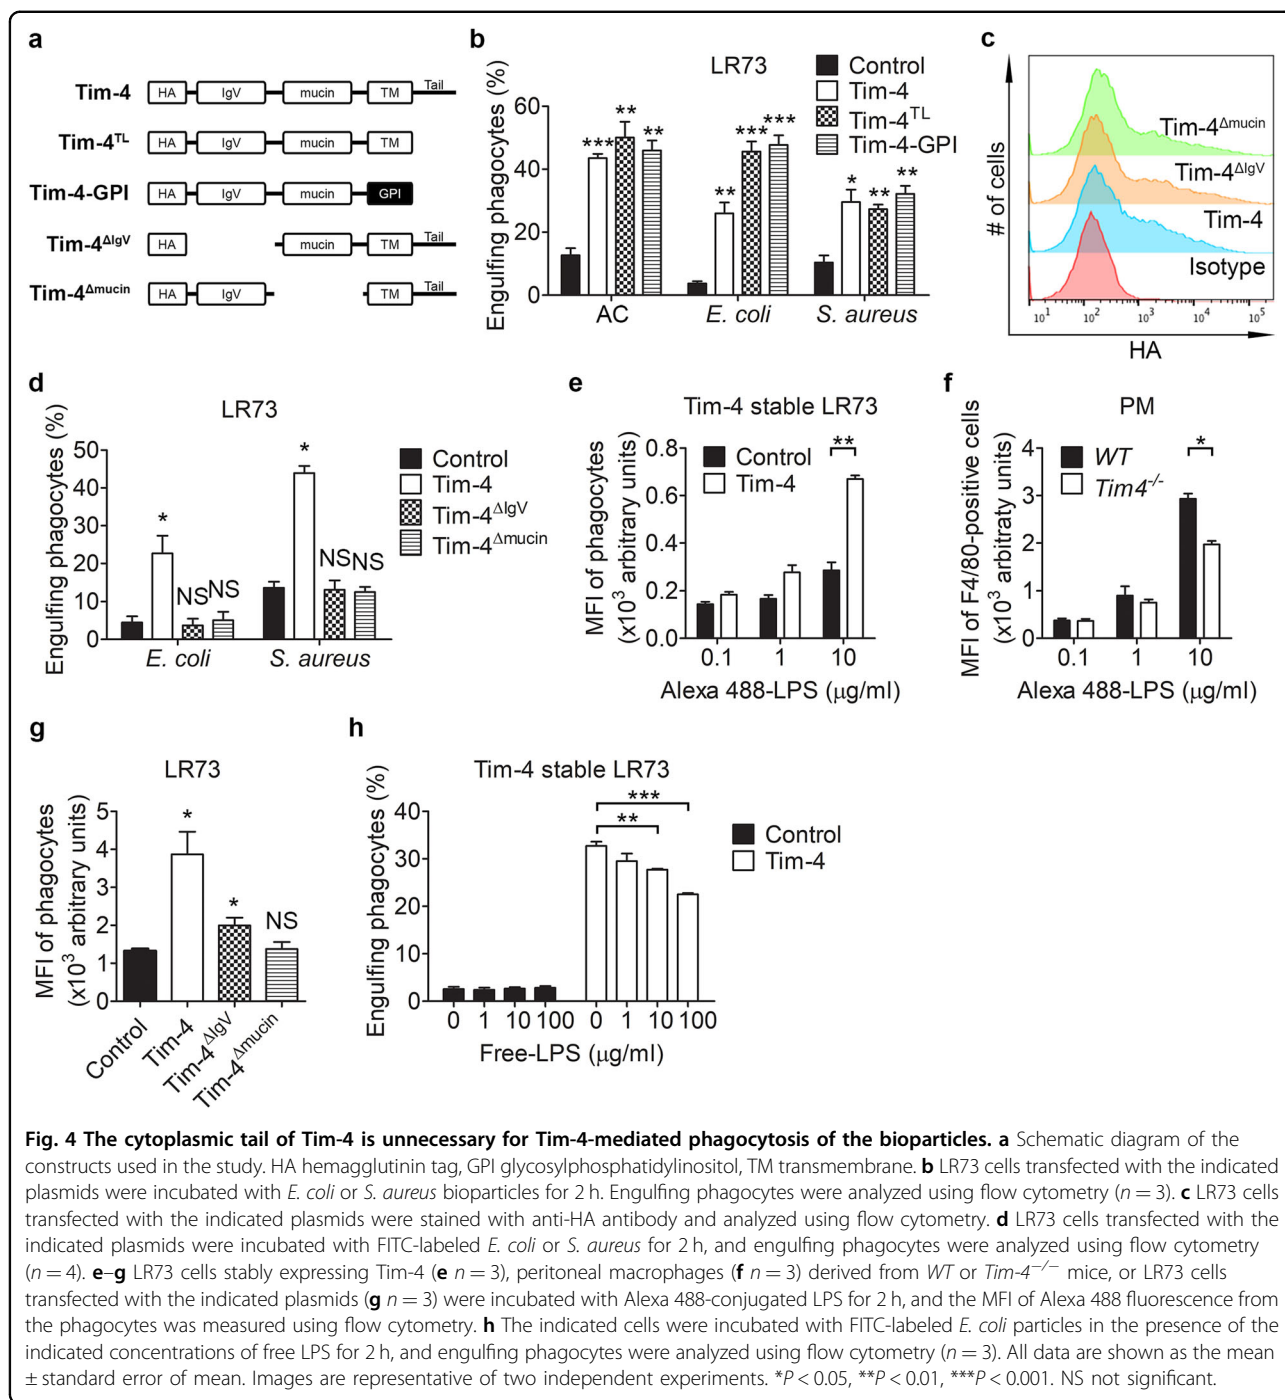 a
Tim-4 HA IgV mucin TM Tail
Tim-4TL HA IgV mucin TM
Tim-4-GPI HA IgV mucin GPI
Tim-4ΔIgV HA mucin TM Tail
Tim-4Δmucin HA IgV TM Tail
b
LR73
Control
Tim-4
Tim-4TL
Tim-4-GPI
Engulfing phagocytes (%)
60
40
20
0
*** ** **
** *** ***
* ** **
AC E. coli S. aureus
c
# of cells
Tim-4Δmucin
Tim-4ΔIgV
Tim-4
Isotype
10¹ 10² 10³ 10⁴ 10⁵
HA
d
LR73
Engulfing phagocytes (%)
50
40
30
20
10
0
* NS NS
* NS NS
E. coli S. aureus
Control
Tim-4
Tim-4ΔIgV
Tim-4Δmucin
e
Tim-4 stable LR73
MFI of phagocytes
(x10³ arbitrary units)
0.8
0.6
0.4
0.2
0.0
Control
Tim-4
**
0.1 1 10
Alexa 488-LPS (µg/ml)
f
PM
MFI of F4/80-positive cells
(x10³ arbitraty units)
4
3
2
1
0
WT
Tim4-/-
*
0.1 1 10
Alexa 488-LPS (µg/ml)
g
LR73
MFI of phagocytes
(x10³ arbitrary units)
5
4
3
2
1
0
* * NS
Control
Tim-4
Tim-4ΔIgV
Tim-4Δmucin
h
Tim-4 stable LR73
Engulfing phagocytes (%)
40
30
20
10
0
***
**
Control
Tim-4
0 1 10 100 0 1 10 100
Free-LPS (µg/ml)
Fig. 4 The cytoplasmic tail of Tim-4 is unnecessary for Tim-4-mediated phagocytosis of the bioparticles. a Schematic diagram of the
constructs used in the study. HA hemagglutinin tag, GPI glycosylphosphatidylinositol, TM transmembrane. b LR73 cells transfected with the indicated
plasmids were incubated with E. coli or S. aureus bioparticles for 2 h. Engulfing phagocytes were analyzed using flow cytometry (n = 3). c LR73 cells
transfected with the indicated plasmids were stained with anti-HA antibody and analyzed using flow cytometry. d LR73 cells transfected with the
indicated plasmids were incubated with FITC-labeled E. coli or S. aureus for 2 h, and engulfing phagocytes were analyzed using flow cytometry
(n = 4). e–g LR73 cells stably expressing Tim-4 (e n = 3), peritoneal macrophages (f n = 3) derived from WT or Tim-4−/− mice, or LR73 cells
transfected with the indicated plasmids (g n = 3) were incubated with Alexa 488-conjugated LPS for 2 h, and the MFI of Alexa 488 fluorescence from
the phagocytes was measured using flow cytometry. h The indicated cells were incubated with FITC-labeled E. coli particles in the presence of the
indicated concentrations of free LPS for 2 h, and engulfing phagocytes were analyzed using flow cytometry (n = 3). All data are shown as the mean
± standard error of mean. Images are representative of two independent experiments. *P < 0.05, **P < 0.01, ***P < 0.001. NS not significant.